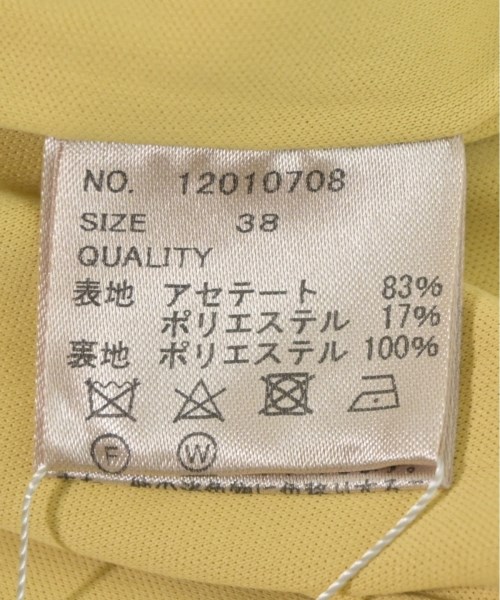 NO. 12010708
SIZE 38
QUALITY
表地 アセテート 83%
ポリエステル 17%
裏地 ポリエステル 100%
F W